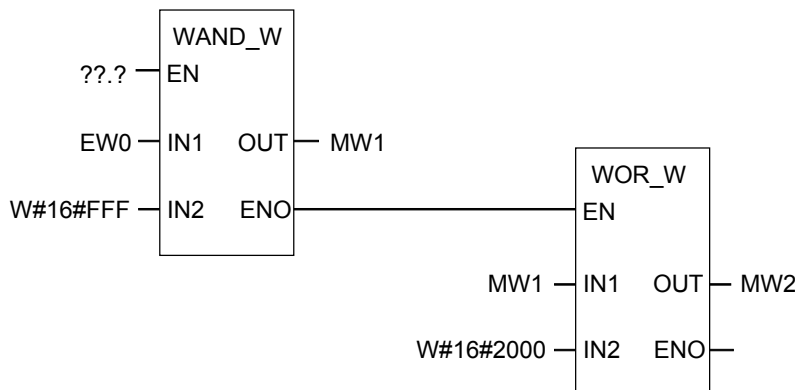 WAND_W
??.? EN
EW0 IN1 OUT MW1
W#16#FFF IN2 ENO
WOR_W
EN
MW1 IN1 OUT MW2
W#16#2000 IN2 ENO